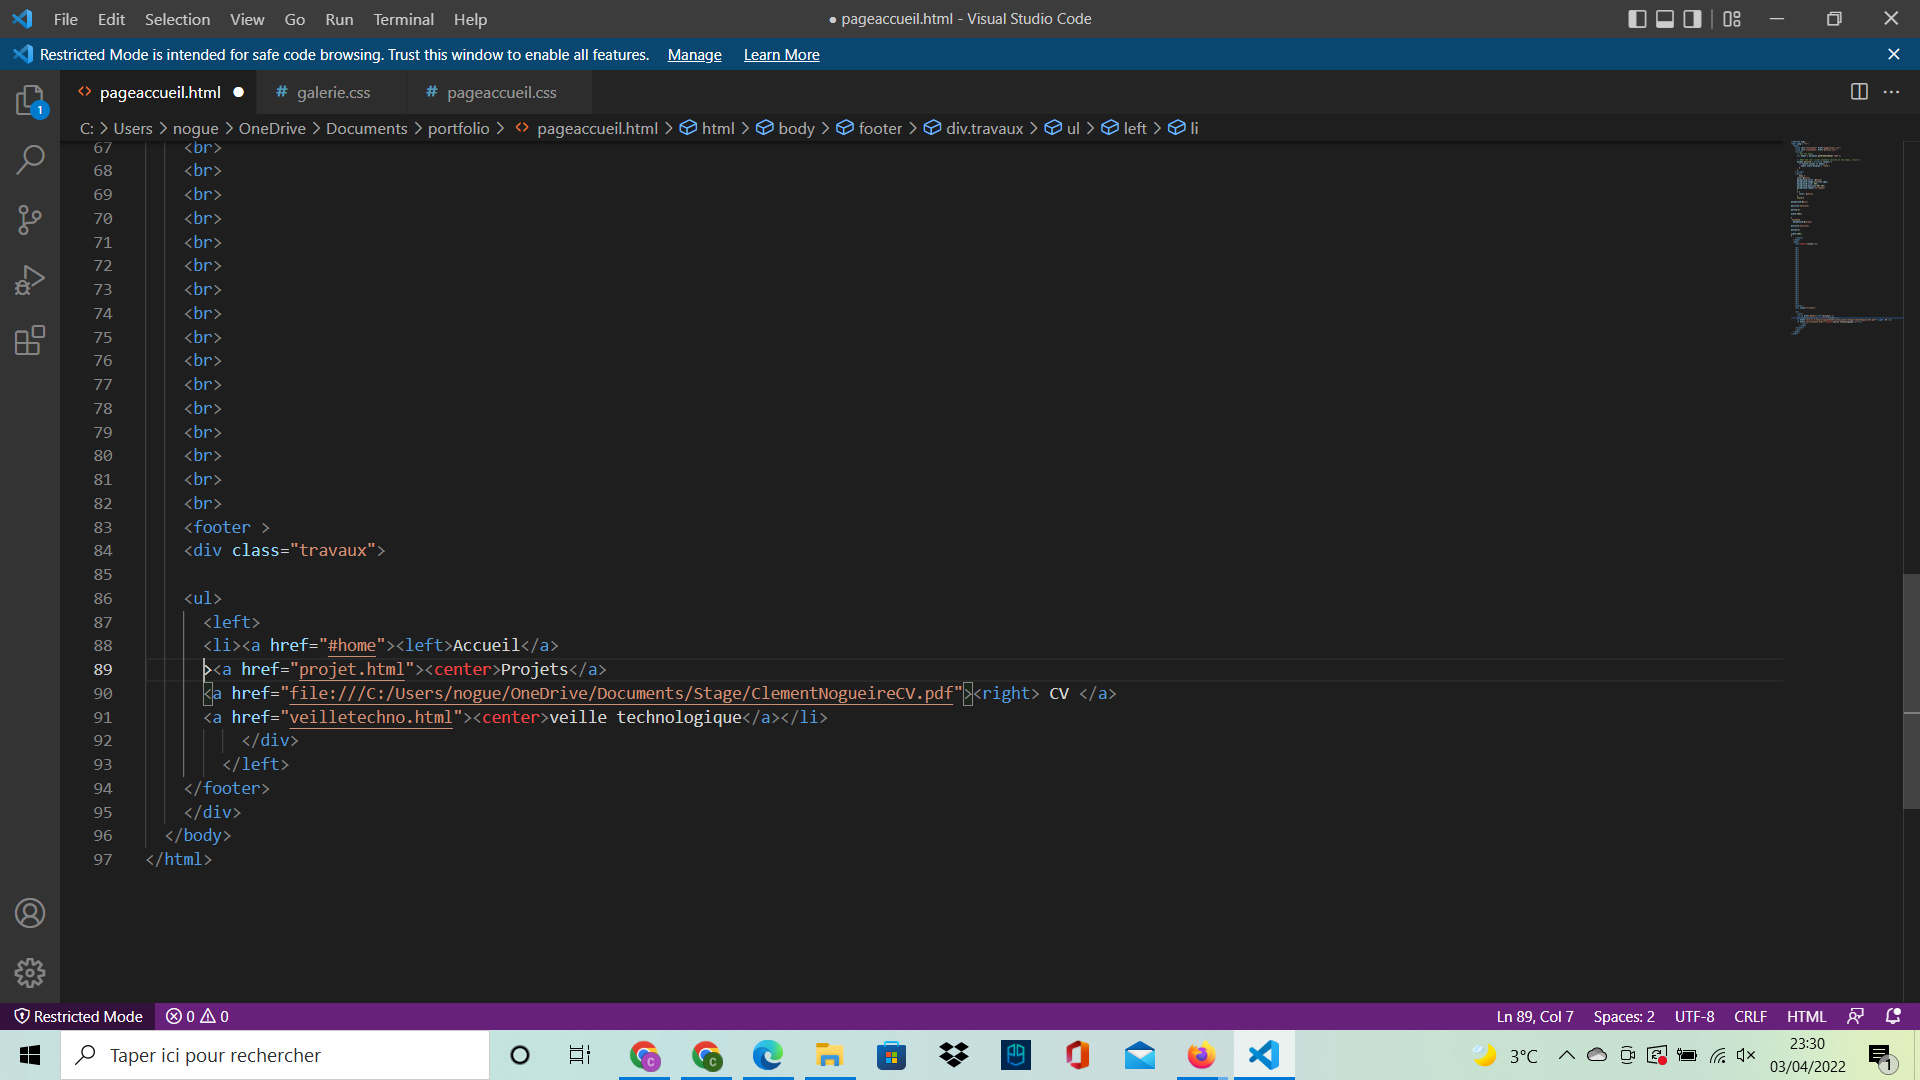 File Edit Selection View Go Run Terminal Help
● pageaccueil.html - Visual Studio Code
Restricted Mode is intended for safe code browsing. Trust this window to enable all features. Manage Learn More
pageaccueil.html ●
# galerie.css
# pageaccueil.css
C: > Users > nogue > OneDrive > Documents > portfolio > pageaccueil.html > html > body > footer > div.travaux > ul > left > li
67 <br>
68 <br>
69 <br>
70 <br>
71 <br>
72 <br>
73 <br>
74 <br>
75 <br>
76 <br>
77 <br>
78 <br>
79 <br>
80 <br>
81 <br>
82 <br>
83 <footer >
84 <div class="travaux">
85
86 <ul>
87 <left>
88 <li><a href="#home"><left>Accueil</a>
89 ><a href="projet.html"><center>Projets</a>
90 <a href="file:///C:/Users/nogue/OneDrive/Documents/Stage/ClementNogueireCV.pdf"><right> CV </a>
91 <a href="veilletechno.html"><center>veille technologique</a></li>
92 </div>
93 </left>
94 </footer>
95 </div>
96 </body>
97 </html>
1
Restricted Mode 0 0
Ln 89, Col 7 Spaces: 2 UTF-8 CRLF HTML
Taper ici pour rechercher
C
C
3°C
23:30
03/04/2022
1